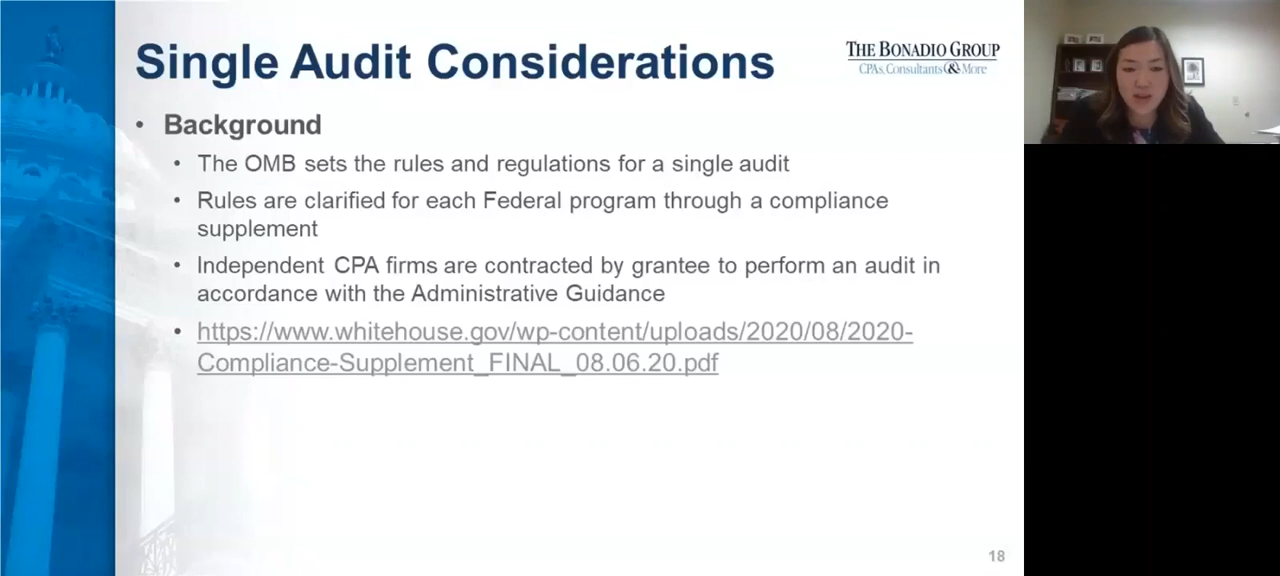 Single Audit Considerations
THE BONADIO GROUP
CPAs, Consultants & More
• Background
• The OMB sets the rules and regulations for a single audit
• Rules are clarified for each Federal program through a compliance
supplement
• Independent CPA firms are contracted by grantee to perform an audit in
accordance with the Administrative Guidance
• https://www.whitehouse.gov/wp-content/uploads/2020/08/2020-
Compliance-Supplement_FINAL_08.06.20.pdf
18